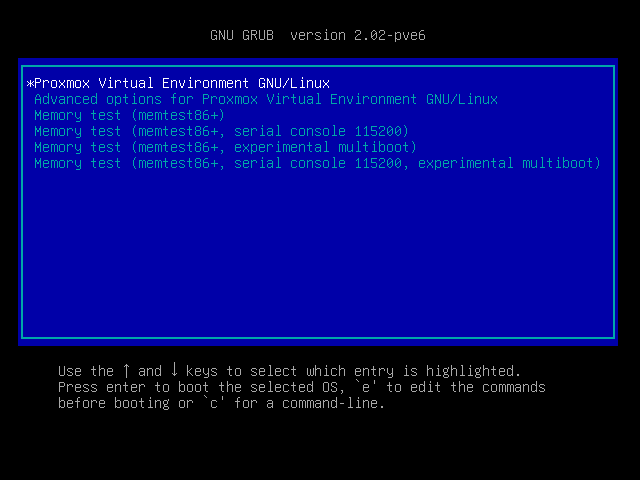 GNU GRUB  version 2.02-pve6
*Proxmox Virtual Environment GNU/Linux
Advanced options for Proxmox Virtual Environment GNU/Linux
Memory test (memtest86+)
Memory test (memtest86+, serial console 115200)
Memory test (memtest86+, experimental multiboot)
Memory test (memtest86+, serial console 115200, experimental multiboot)
Use the ↑ and ↓ keys to select which entry is highlighted.
Press enter to boot the selected OS, `e' to edit the commands
before booting or `c' for a command-line.